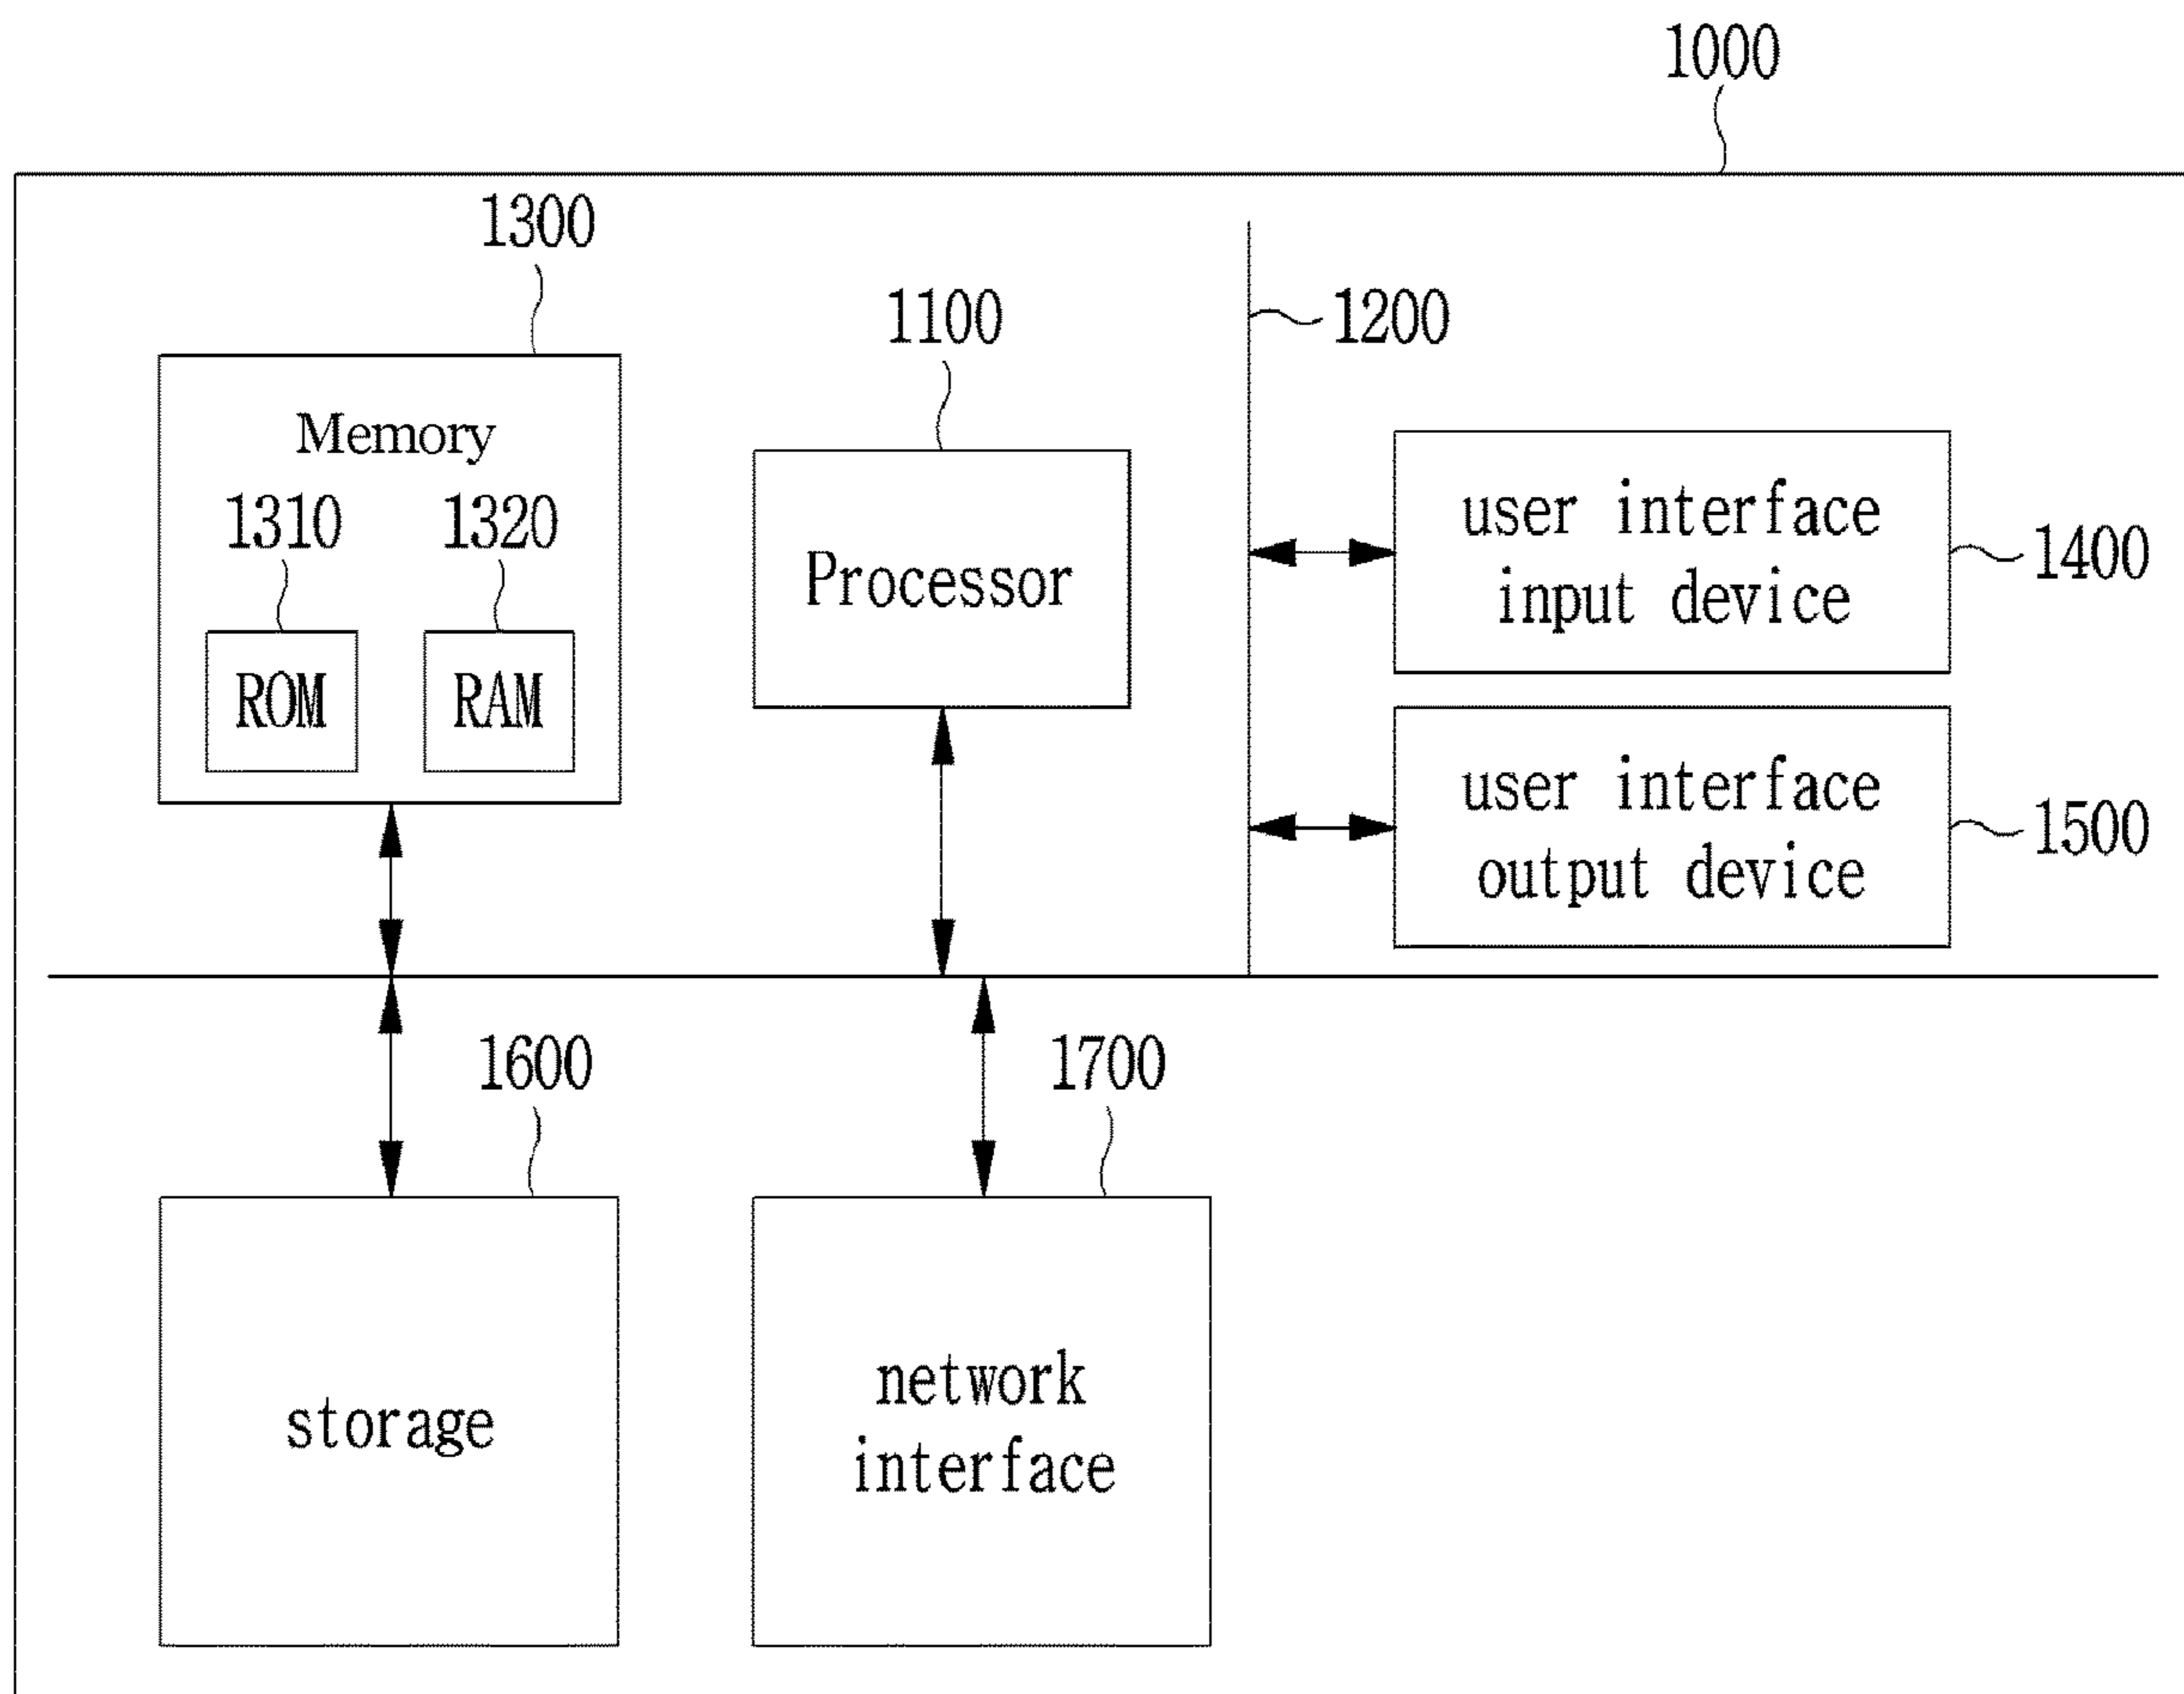 1000
1300
1100
1200
Memory
1310 1320
ROM RAM
Processor
user interface
input device
1400
user interface
output device
1500
1600
1700
storage
network
interface